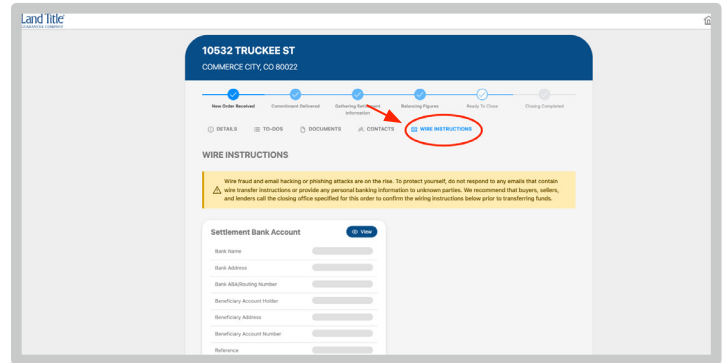 Land Title
GUARANTEE COMPANY
10532 TRUCKEE ST
COMMERCE CITY, CO 80022
New Order Received
Commitment Delivered
Gathering Settlement
Information
Balancing Figures
Ready To Close
Closing Completed
DETAILS
TO-DOS
DOCUMENTS
CONTACTS
WIRE INSTRUCTIONS
WIRE INSTRUCTIONS
Wire fraud and email hacking or phishing attacks are on the rise. To protect yourself, do not respond to any emails that contain
wire transfer instructions or provide any personal banking information to unknown parties. We recommend that buyers, sellers,
and lenders call the closing office specified for this order to confirm the wiring instructions below prior to transferring funds.
Settlement Bank Account
View
Bank Name
Bank Address
Bank ABA/Routing Number
Beneficiary Account Holder
Beneficiary Address
Beneficiary Account Number
Reference